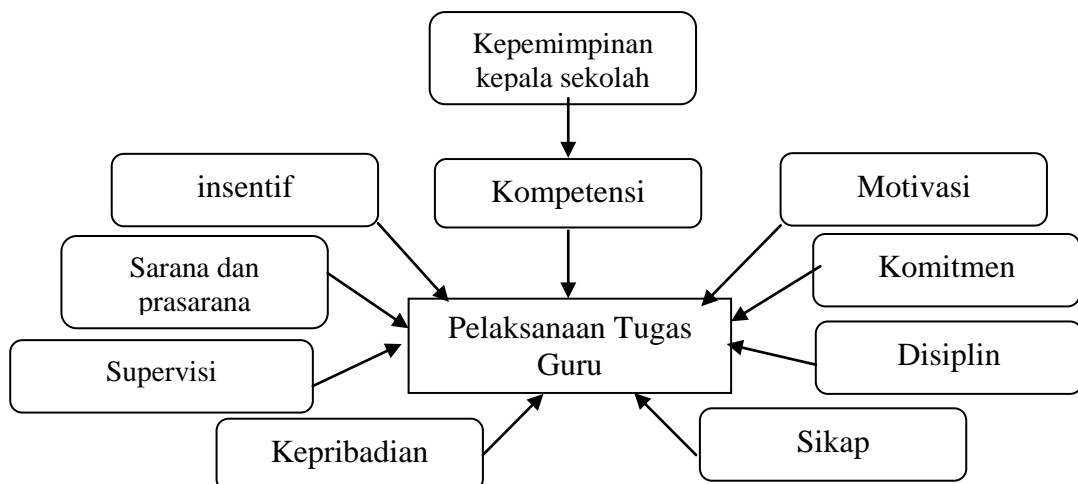 Kepemimpinan
kepala sekolah
insentif
Kompetensi
Motivasi
Sarana dan
prasarana
Komitmen
Pelaksanaan Tugas
Guru
Supervisi
Disiplin
Kepribadian
Sikap